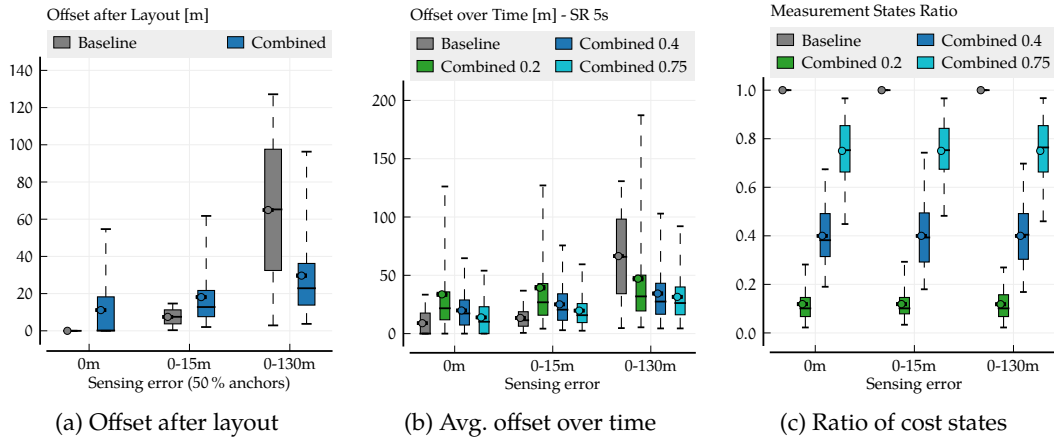 Offset after Layout [m]
Baseline
Combined
140
120
100
80
60
40
20
0
0m
0-15m
0-130m
Sensing error (50 % anchors)
(a) Offset after layout
Offset over Time [m] - SR 5s
Baseline
Combined 0.4
Combined 0.2
Combined 0.75
200
150
100
50
0
0m
0-15m
0-130m
Sensing error
(b) Avg. offset over time
Measurement States Ratio
Baseline
Combined 0.4
Combined 0.2
Combined 0.75
1.0
0.8
0.6
0.4
0.2
0.0
0m
0-15m
0-130m
Sensing error
(c) Ratio of cost states